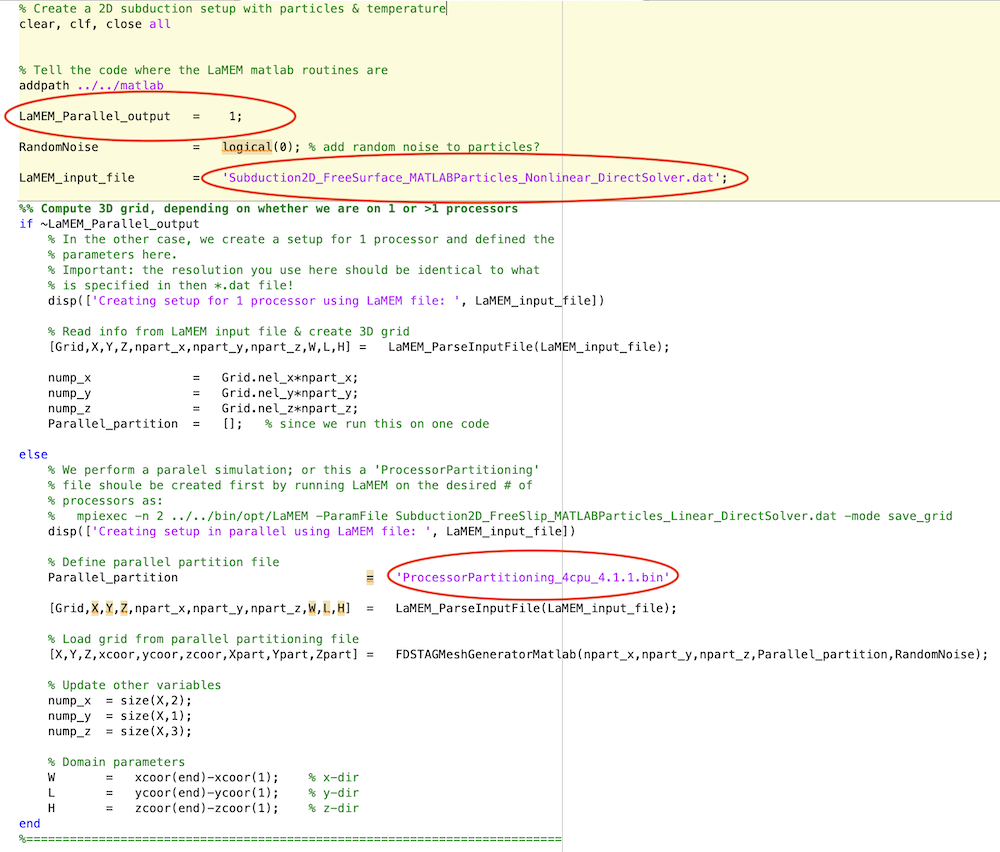 % Create a 2D subduction setup with particles & temperature
clear, clf, close all
% Tell the code where the LaMEM matlab routines are
addpath ../../matlab
LaMEM_Parallel_output   =    1;
RandomNoise             =   logical(0); % add random noise to particles?
LaMEM_input_file        =   'Subduction2D_FreeSurface_MATLABParticles_Nonlinear_DirectSolver.dat';
%% Compute 3D grid, depending on whether we are on 1 or >1 processors
if ~LaMEM_Parallel_output
    % In the other case, we create a setup for 1 processor and defined the
    % parameters here.
    % Important: the resolution you use here should be identical to what
    % is specified in then *.dat file!
    disp(['Creating setup for 1 processor using LaMEM file: ', LaMEM_input_file])
    % Read info from LaMEM input file & create 3D grid
    [Grid,X,Y,Z,npart_x,npart_y,npart_z,W,L,H] =   LaMEM_ParseInputFile(LaMEM_input_file);
    nump_x              =   Grid.nel_x*npart_x;
    nump_y              =   Grid.nel_y*npart_y;
    nump_z              =   Grid.nel_z*npart_z;
    Parallel_partition  =   [];   % since we run this on one code
else
    % We perform a paralel simulation; or this a 'ProcessorPartitioning'
    % file shoule be created first by running LaMEM on the desired # of
    % processors as:
    %   mpiexec -n 2 ../../bin/opt/LaMEM -ParamFile Subduction2D_FreeSlip_MATLABParticles_Linear_DirectSolver.dat -mode save_grid
    disp(['Creating setup in parallel using LaMEM file: ', LaMEM_input_file])
    % Define parallel partition file
    Parallel_partition                          =   'ProcessorPartitioning_4cpu_4.1.1.bin'
    [Grid,X,Y,Z,npart_x,npart_y,npart_z,W,L,H]  =   LaMEM_ParseInputFile(LaMEM_input_file);
    % Load grid from parallel partitioning file
    [X,Y,Z,xcoor,ycoor,zcoor,Xpart,Ypart,Zpart] =   FDSTAGMeshGeneratorMatlab(npart_x,npart_y,npart_z,Parallel_partition,RandomNoise);
    % Update other variables
    nump_x  = size(X,2);
    nump_y  = size(X,1);
    nump_z  = size(X,3);
    % Domain parameters
    W       =   xcoor(end)-xcoor(1);    % x-dir
    L       =   ycoor(end)-ycoor(1);    % y-dir
    H       =   zcoor(end)-zcoor(1);    % z-dir
end
%==========================================================================